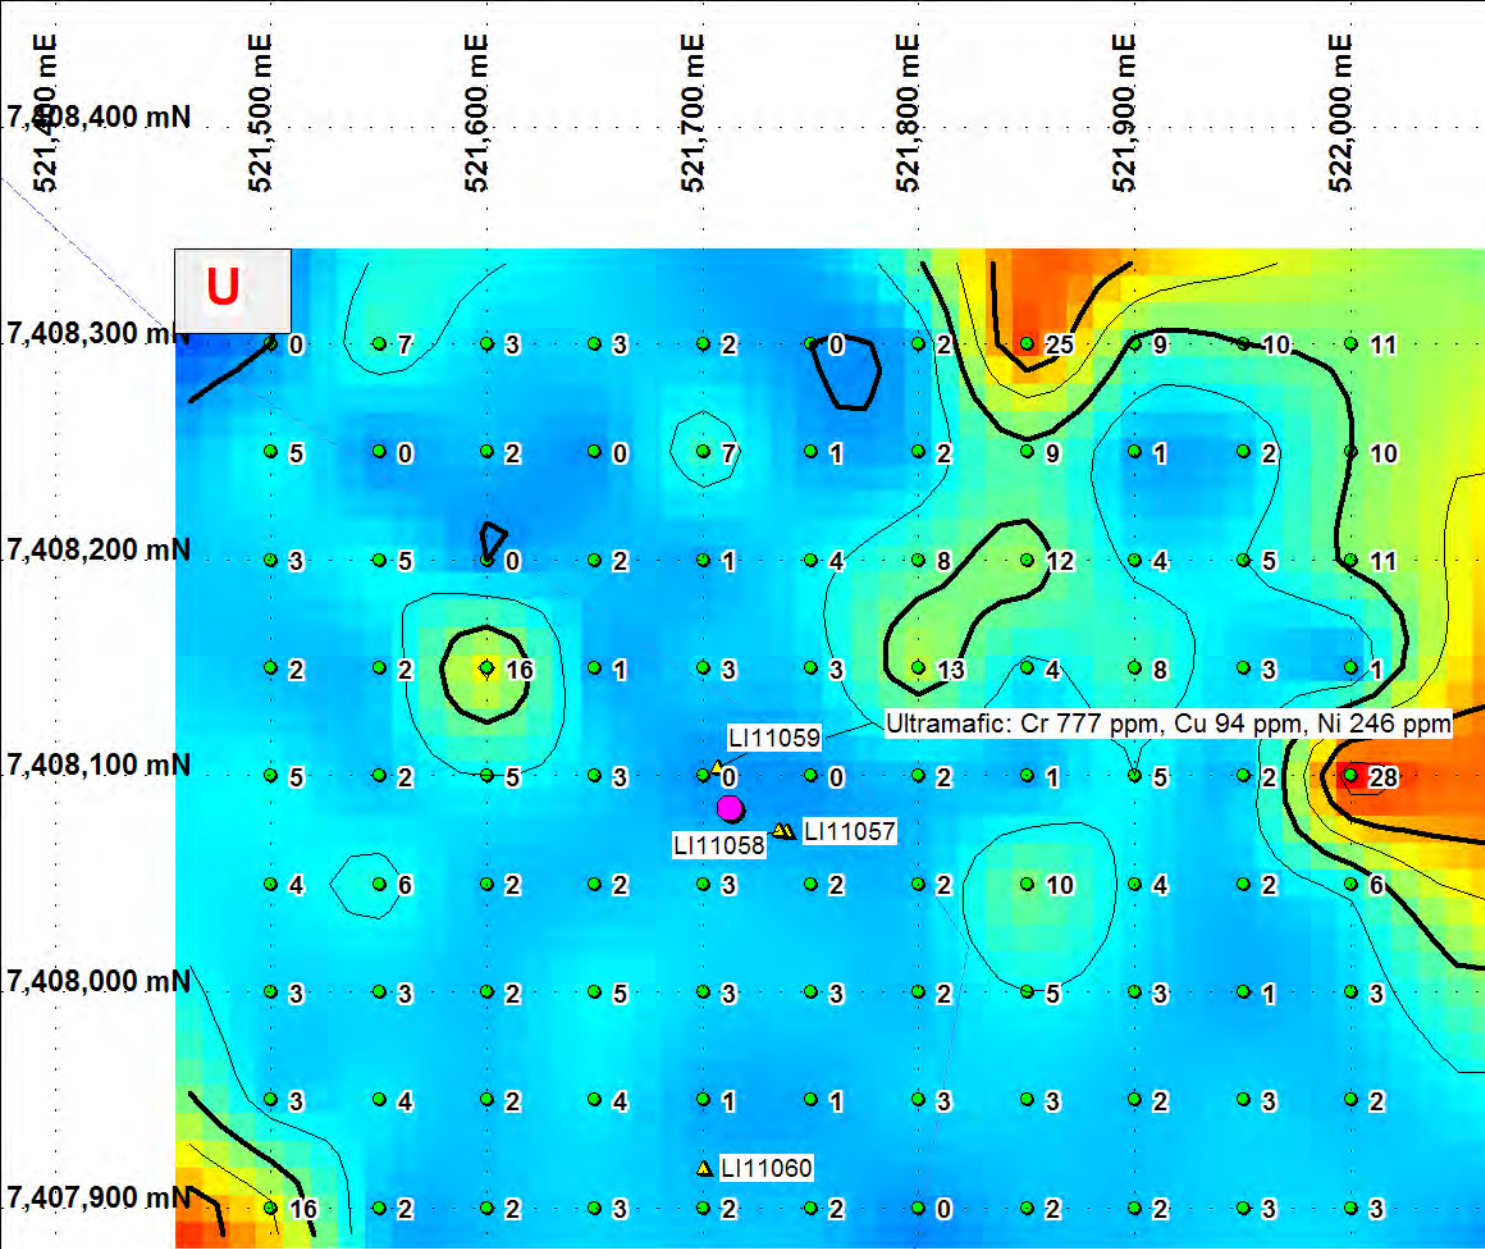 521,400 mE
521,500 mE
521,600 mE
521,700 mE
521,800 mE
521,900 mE
522,000 mE
7,408,400 mN
U
7,408,300 mN
0 7 3 3 2 0 2 25 9 10 11
5 0 2 0 7 1 2 9 1 2 10
7,408,200 mN
3 5 0 2 1 4 8 12 4 5 11
2 2 16 1 3 3 13 4 8 3 1
Ultramafic: Cr 777 ppm, Cu 94 ppm, Ni 246 ppm
LI11059
7,408,100 mN
5 2 5 3 0 0 2 1 5 2 28
LI11057
LI11058
4 6 2 2 3 2 2 10 4 2 6
7,408,000 mN
3 3 2 5 3 3 2 5 3 1 3
3 4 2 4 1 1 3 3 2 3 2
LI11060
7,407,900 mN
16 2 2 3 2 2 0 2 2 3 3